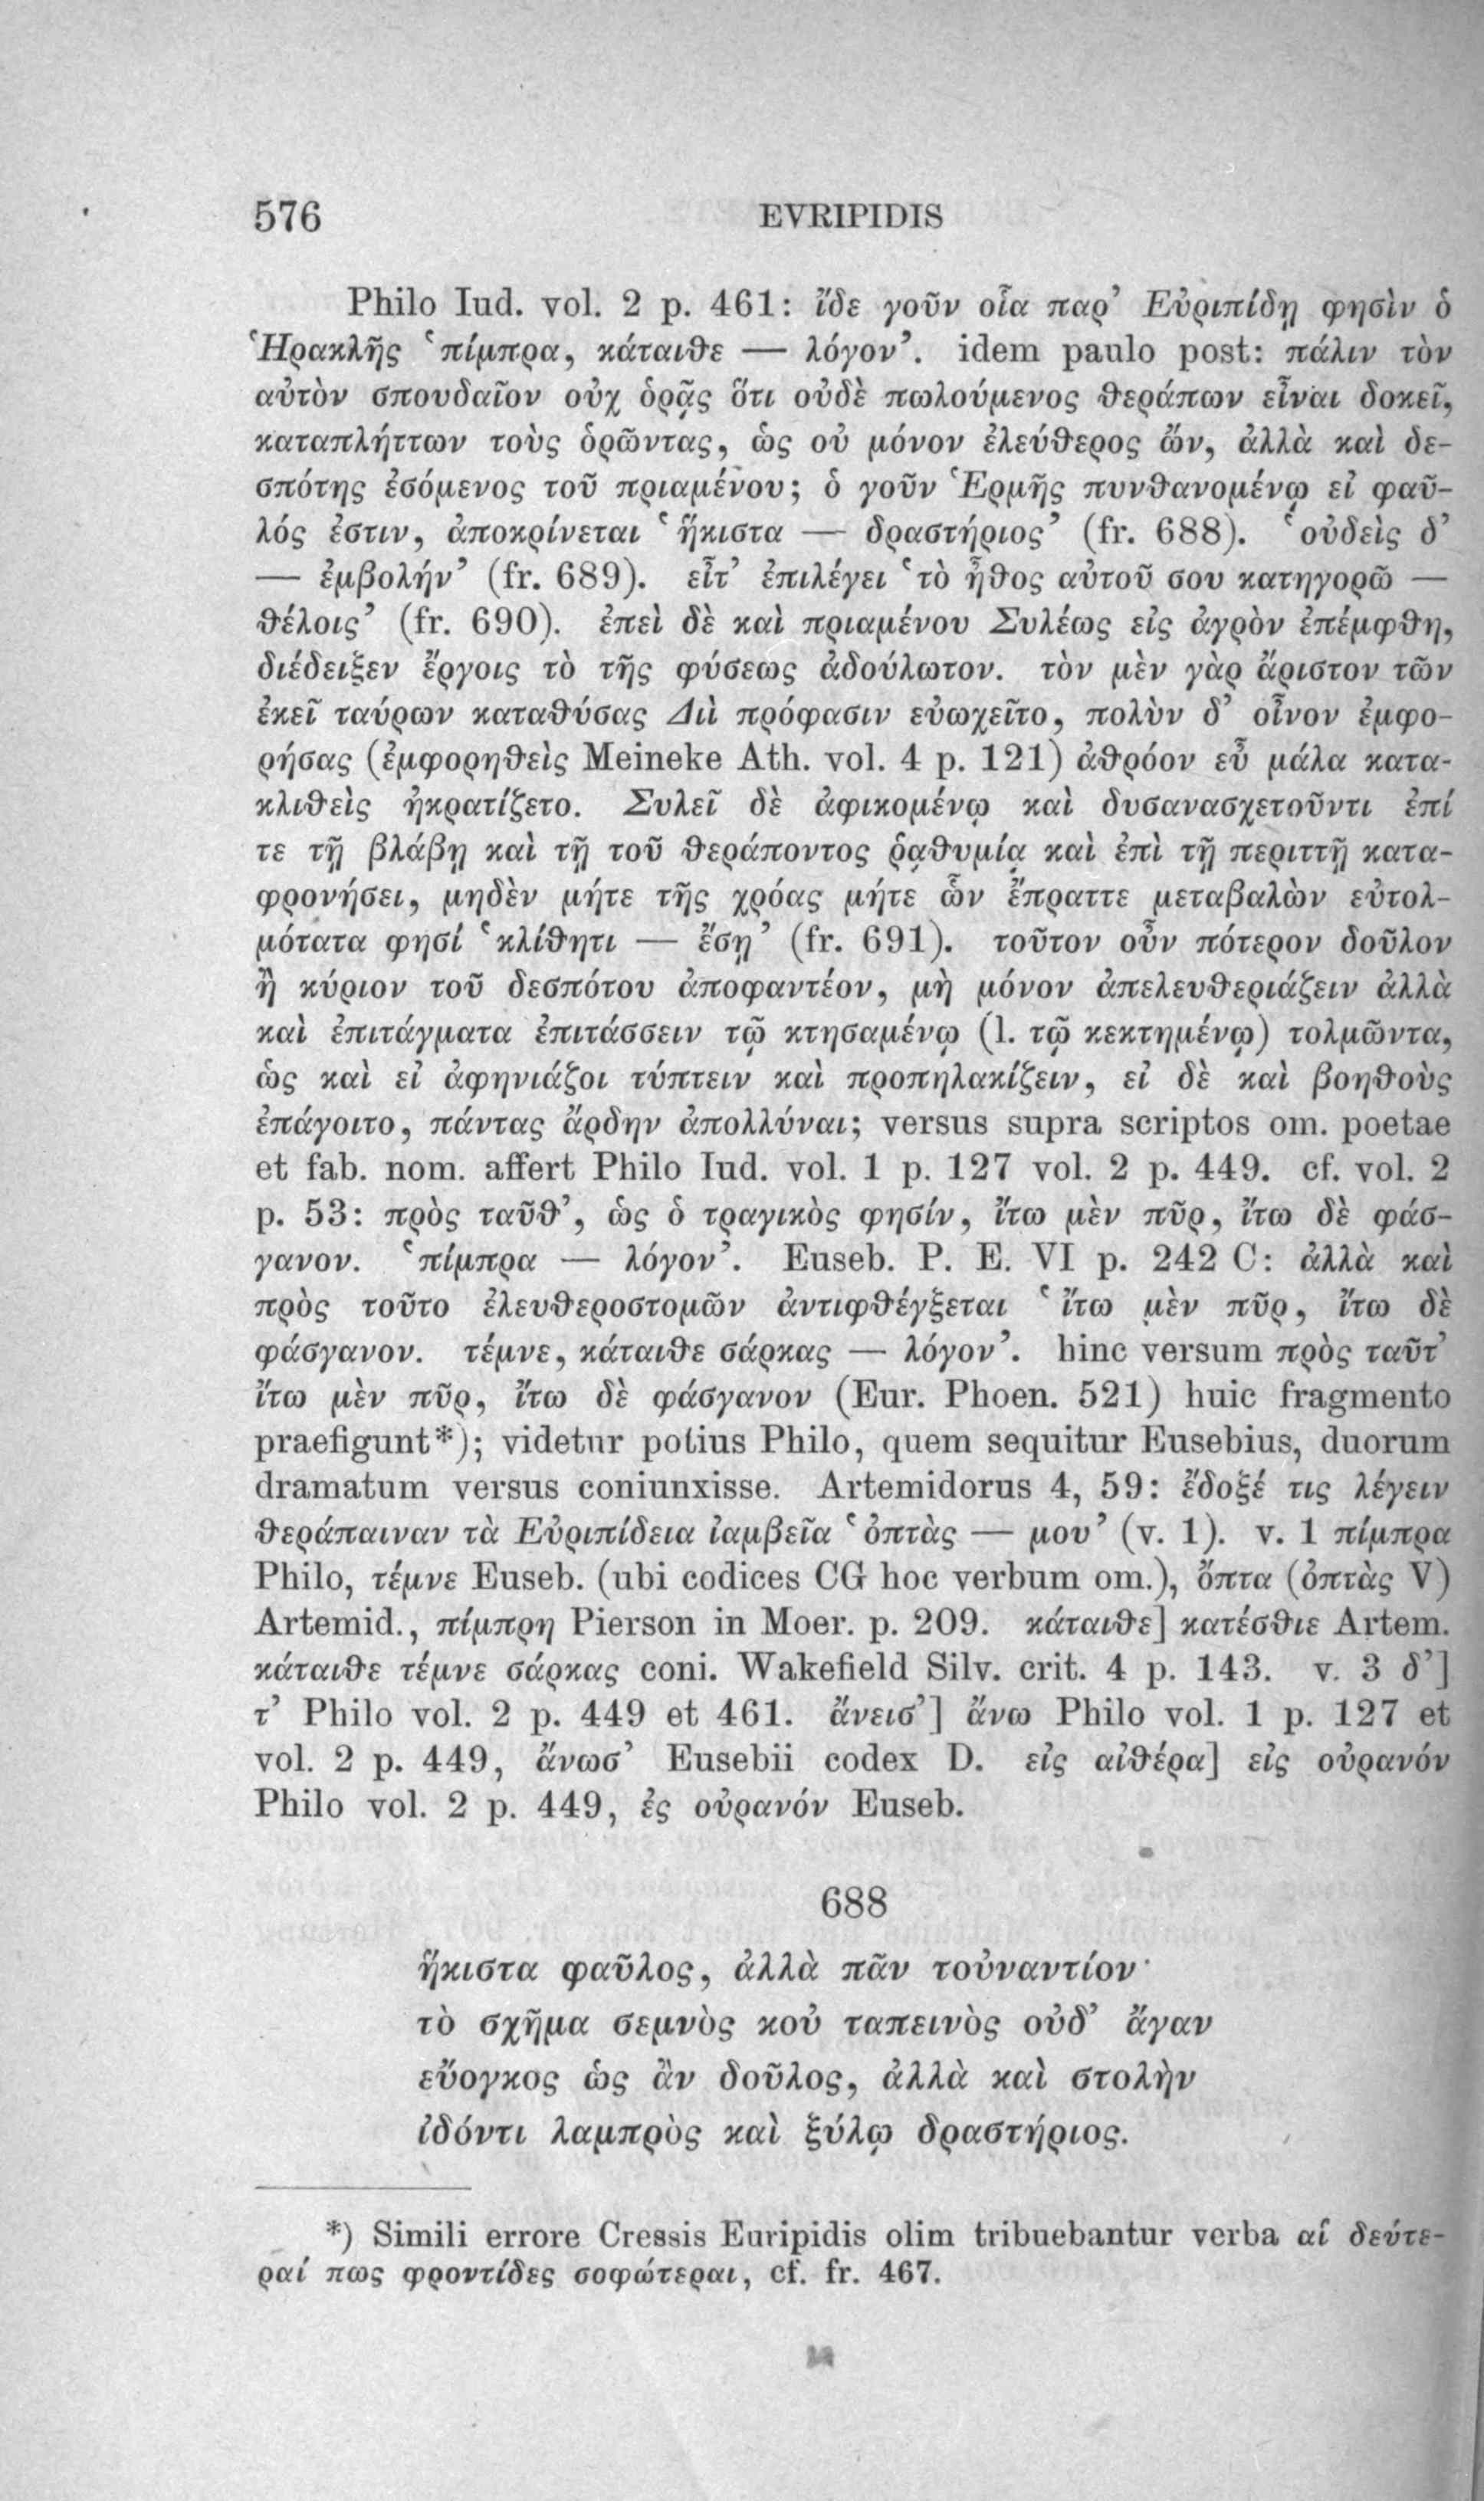 576 EVRIPIDIS
Philo Iud. vol. 2 p. 461: ἴδε γοῦν οἷα παρ’ Εὐριπίδῃ φησὶν ὁ
Ἡρακλῆς ‘πίμπρα, κάταιθε — λόγον’. idem paulo post: πάλιν τὸν
αὐτὸν σπουδαῖον οὐχ ὁρᾷς ὅτι οὐδὲ πωλούμενος θεράπων εἶναι δοκεῖ,
καταπλήττων τοὺς ὁρῶντας, ὡς οὐ μόνον ἐλεύθερος ὤν, ἀλλὰ καὶ δε-
σπότης ἐσόμενος τοῦ πριαμένου; ὁ γοῦν Ἑρμῆς πυνθανομένῳ εἰ φαῦ-
λός ἐστιν, ἀποκρίνεται ‘ἥκιστα — δραστήριος’ (fr. 688). ‘οὐδεὶς δ’
— ἐμβολήν’ (fr. 689). εἶτ’ ἐπιλέγει ‘τὸ ἦθος αὐτοῦ σου κατηγορῶ —
θέλοις’ (fr. 690). ἐπεὶ δὲ καὶ πριαμένου Συλέως εἰς ἀγρὸν ἐπέμφθη,
διέδειξεν ἔργοις τὸ τῆς φύσεως ἀδούλωτον. τὸν μὲν γὰρ ἄριστον τῶν
ἐκεῖ ταύρων καταθύσας Διὶ πρόφασιν εὐωχεῖτο, πολὺν δ’ οἶνον ἐμφο-
ρήσας (ἐμφορηθεὶς Meineke Ath. vol. 4 p. 121) ἀθρόον εὖ μάλα κατα-
κλιθεὶς ἠκρατίζετο. Συλεῖ δὲ ἀφικομένῳ καὶ δυσανασχετοῦντι ἐπί
τε τῇ βλάβῃ καὶ τῇ τοῦ θεράποντος ῥᾳθυμίᾳ καὶ ἐπὶ τῇ περιττῇ κατα-
φρονήσει, μηδὲν μήτε τῆς χρόας μήτε ὧν ἔπραττε μεταβαλὼν εὐτολ-
μότατα φησί ‘κλίθητι — ἔσῃ’ (fr. 691). τοῦτον οὖν πότερον δοῦλον
ἢ κύριον τοῦ δεσπότου ἀποφαντέον, μὴ μόνον ἀπελευθεριάζειν ἀλλὰ
καὶ ἐπιτάγματα ἐπιτάσσειν τῷ κτησαμένῳ (l. τῷ κεκτημένῳ) τολμῶντα,
ὡς καὶ εἰ ἀφηνιάζοι τύπτειν καὶ προπηλακίζειν, εἰ δὲ καὶ βοηθοὺς
ἐπάγοιτο, πάντας ἄρδην ἀπολλύναι; versus supra scriptos om. poetae
et fab. nom. affert Philo Iud. vol. 1 p. 127 vol. 2 p. 449. cf. vol. 2
p. 53: πρὸς ταῦθ’, ὡς ὁ τραγικὸς φησίν, ἴτω μὲν πῦρ, ἴτω δὲ φάσ-
γανον. ‘πίμπρα — λόγον’. Euseb. P. E. VI p. 242 C: ἀλλὰ καὶ
πρὸς τοῦτο ἐλευθεροστομῶν ἀντιφθέγξεται ‘ἴτω μὲν πῦρ, ἴτω δὲ
φάσγανον. τέμνε, κάταιθε σάρκας — λόγον’. hinc versum πρὸς ταῦτ’
ἴτω μὲν πῦρ, ἴτω δὲ φάσγανον (Eur. Phoen. 521) huic fragmento
praefigunt*); videtur potius Philo, quem sequitur Eusebius, duorum
dramatum versus coniunxisse. Artemidorus 4, 59: ἔδοξέ τις λέγειν
θεράπαιναν τὰ Εὐριπίδεια ἰαμβεῖα ‘ὀπτὰς — μου’ (v. 1). v. 1 πίμπρα
Philo, τέμνε Euseb. (ubi codices CG hoc verbum om.), ὄπτα (ὀπτὰς V)
Artemid., πίμπρη Pierson in Moer. p. 209. κάταιθε] κατέσθιε Artem.
κάταιθε τέμνε σάρκας coni. Wakefield Silv. crit. 4 p. 143. v. 3 δ’]
τ’ Philo vol. 2 p. 449 et 461. ἄνεισ’] ἄνω Philo vol. 1 p. 127 et
vol. 2 p. 449, ἄνωσ’ Eusebii codex D. εἰς αἰθέρα] εἰς οὐρανόν
Philo vol. 2 p. 449, ἐς οὐρανόν Euseb.
688
ἥκιστα φαῦλος, ἀλλὰ πᾶν τοὐναντίον·
τὸ σχῆμα σεμνὸς κοὐ ταπεινὸς οὐδ’ ἄγαν
εὔογκος ὡς ἂν δοῦλος, ἀλλὰ καὶ στολὴν
ἰδόντι λαμπρὸς καὶ ξύλῳ δραστήριος.
*) Simili errore Cressis Euripidis olim tribuebantur verba αἱ δεύτε-
ραί πως φροντίδες σοφώτεραι, cf. fr. 467.